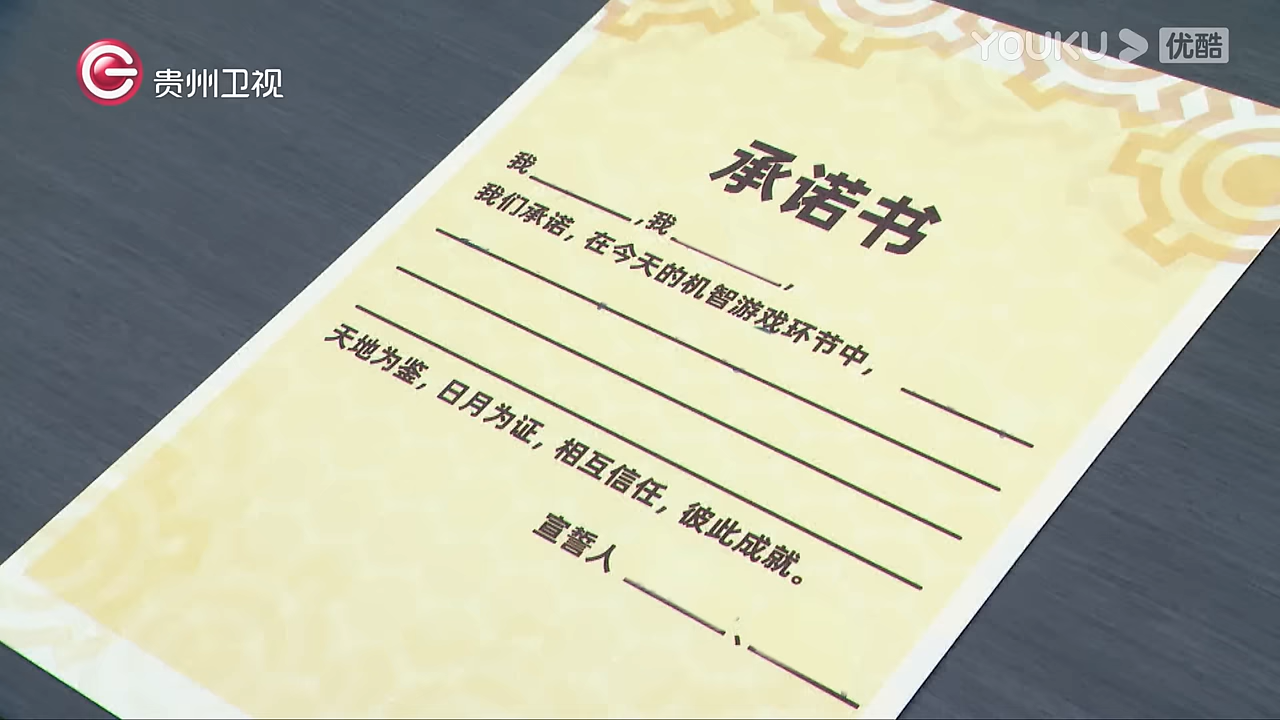 贵州卫视
YOUKU 优酷
承诺书
我________,我________,
我们承诺,在今天的机智游戏环节中,________
天地为鉴,日月为证,相互信任,彼此成就。
宣誓人________、________